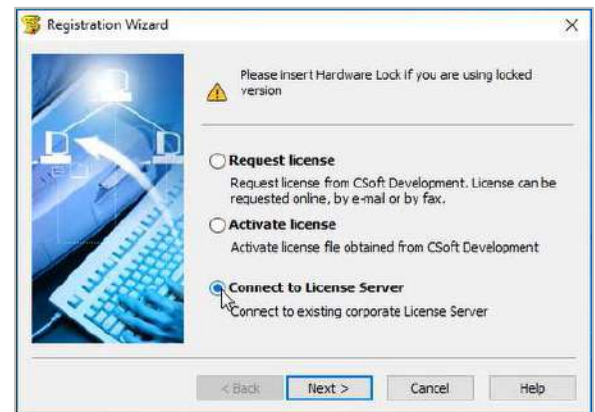 Registration Wizard
Please insert Hardware Lock if you are using locked
version
Request license
Request license from CSoft Development. License can be
requested online, by e-mail or by fax.
Activate license
Activate license file obtained from CSoft Development
Connect to License Server
Connect to existing corporate License Server
< Back Next > Cancel Help